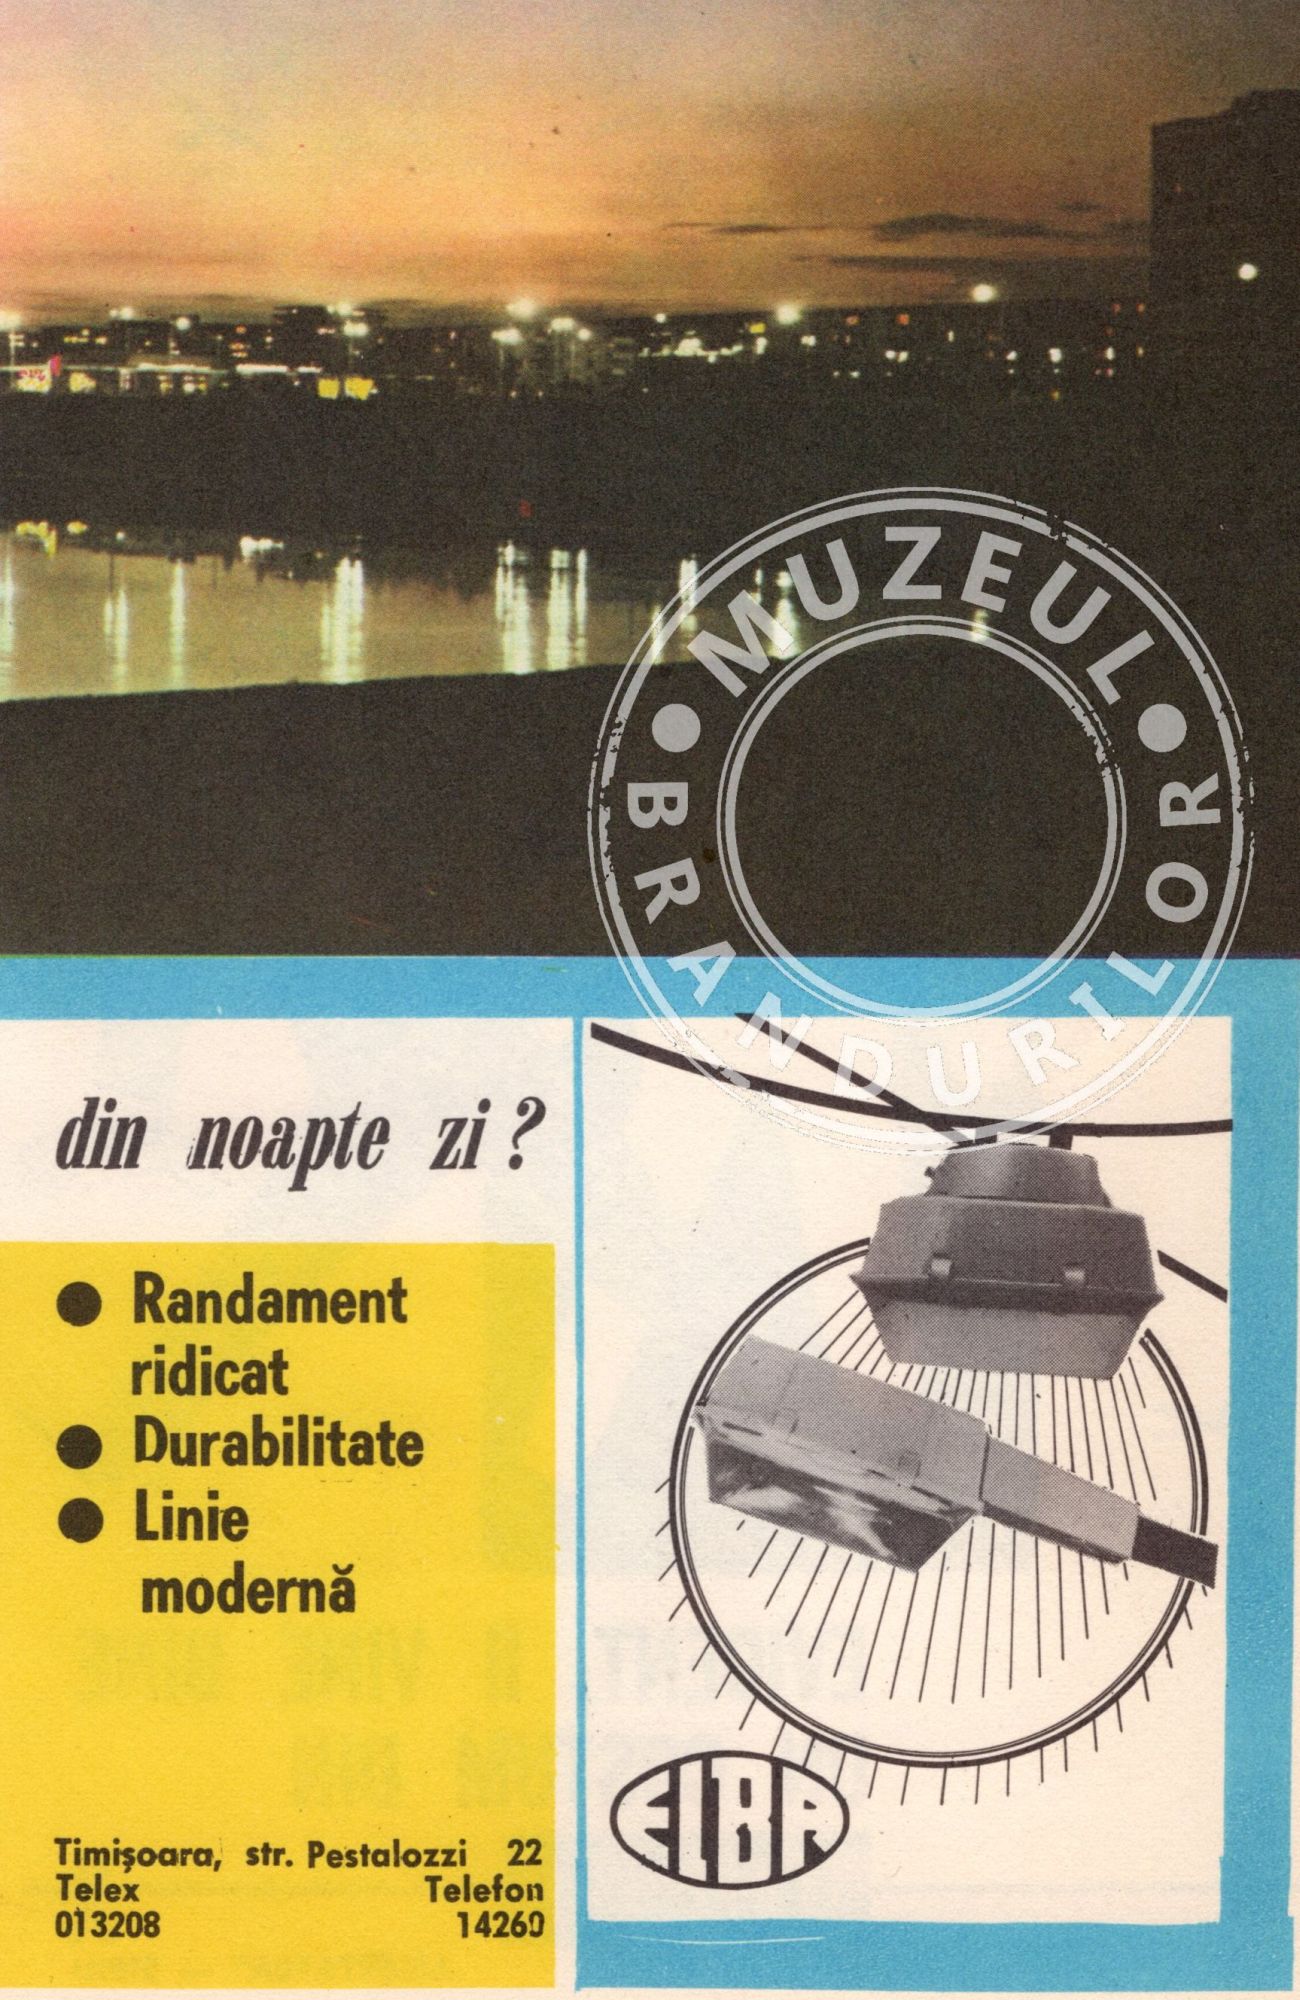 MUZEUL
BRANDURILOR
din noapte zi?
● Randament
ridicat
● Durabilitate
● Linie
modernă
Timișoara, str. Pestalozzi 22
Telex Telefon
013208 14260
ELBA